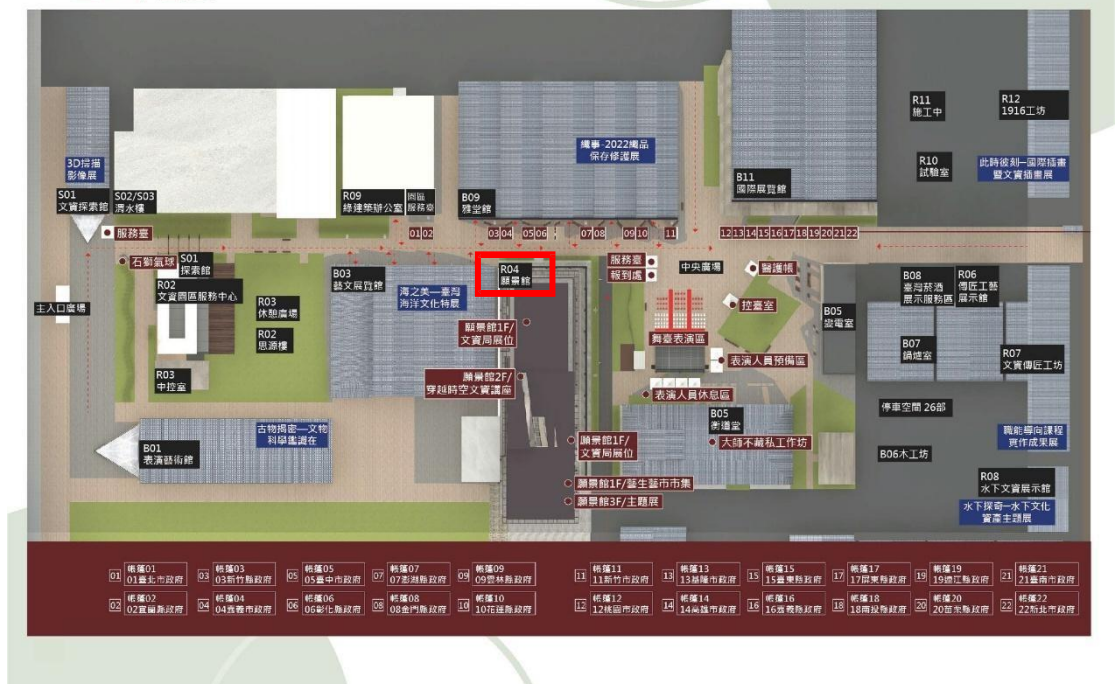 3D掃描
影像展
S01
文資探索館
S02/S03
渭水樓
R09
綠建築辦公室
園區
服務臺
B09
雅堂館
織事-2022織品
保存修護展
B11
國際展覽館
R11
施工中
R12
1916工坊
R10
試驗室
此時彼刻—國際插畫
暨文資插畫展
服務臺
01 02
03 04
05 06
07 08
09 10
11
12 13 14 15 16 17 18 19 20 21 22
石獅氣球
S01
探索館
R02
文資園區服務中心
R03
休憩廣場
R02
思源樓
R03
中控室
主入口廣場
B03
藝文展覽館
海之美—臺灣
海洋文化特展
R04
願景館
服務臺
報到處
中央廣場
醫護帳
控臺室
舞臺表演區
表演人員預備區
表演人員休息區
B05
變電室
B08
臺灣菸酒
展示服務區
R06
傳匠工藝
展示館
B07
鍋爐室
R07
文資傳匠工坊
願景館1F/
文資局展位
願景館2F/
穿越時空文資講座
停車空間 26部
B05
衡道堂
大師不藏私工作坊
B06木工坊
職能導向課程
實作成果展
R08
水下文資展示館
水下探奇—水下文化
資產主題展
B01
表演藝術館
古物揭密—文物
科學鑑識在
願景館1F/
文資局展位
願景館1F/藝生藝市市集
願景館3F/主題展
01 帳篷01
01臺北市政府
03 帳篷03
03新竹縣政府
05 帳篷05
05臺中市政府
07 帳篷07
07澎湖縣政府
09 帳篷09
09雲林縣政府
11 帳篷11
11新竹市政府
13 帳篷13
13基隆市政府
15 帳篷15
15臺東縣政府
17 帳篷17
17屏東縣政府
19 帳篷19
19連江縣政府
21 帳篷21
21臺南市政府
02 帳篷02
02宜蘭縣政府
04 帳篷04
04嘉義市政府
06 帳篷06
06彰化縣政府
08 帳篷08
08金門縣政府
10 帳篷10
10花蓮縣政府
12 帳篷12
12桃園市政府
14 帳篷14
14高雄市政府
16 帳篷16
16嘉義縣政府
18 帳篷18
18南投縣政府
20 帳篷20
20苗栗縣政府
22 帳篷22
22新北市政府